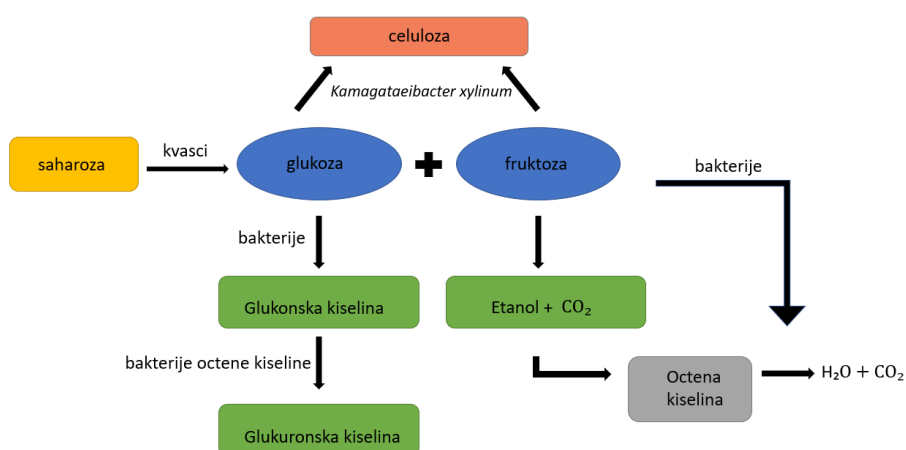 celuloza
Kamagataeibacter xylinum
saharoza
kvasci
glukoza
fruktoza
bakterije
bakterije
Glukonska kiselina
Etanol + CO₂
bakterije octene kiseline
Octena
kiselina
H₂O + CO₂
Glukuronska kiselina